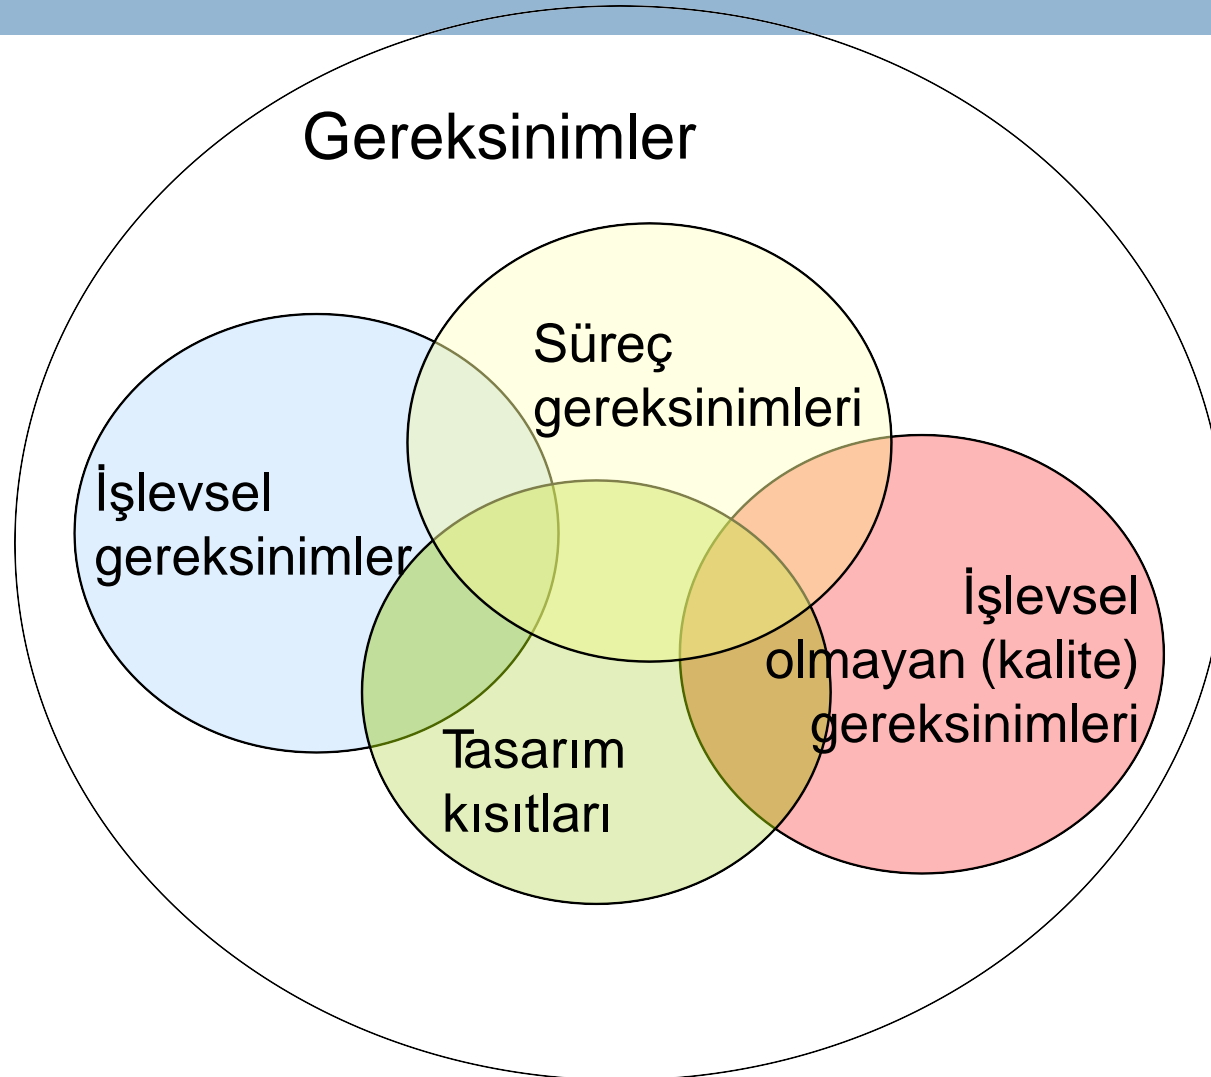 Gereksinimler
Süreç
gereksinimleri
İşlevsel
gereksinimler
İşlevsel
olmayan (kalite)
gereksinimleri
Tasarım
kısıtları